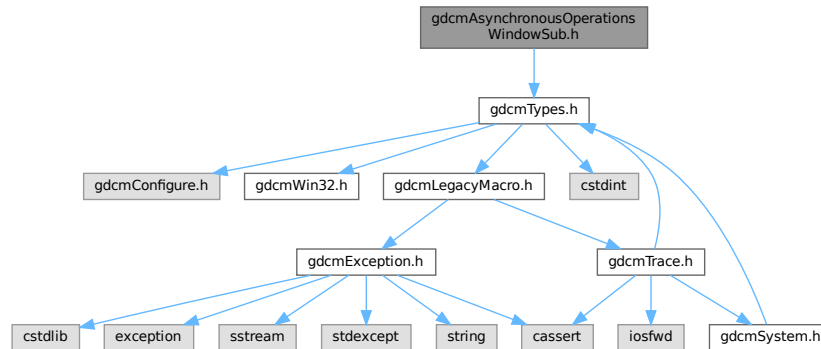 gdcmAsynchronousOperations
WindowSub.h
gdcmTypes.h
gdcmConfigure.h
gdcmWin32.h
gdcmLegacyMacro.h
cstdint
gdcmException.h
gdcmTrace.h
cstdlib
exception
sstream
stdexcept
string
cassert
iosfwd
gdcmSystem.h